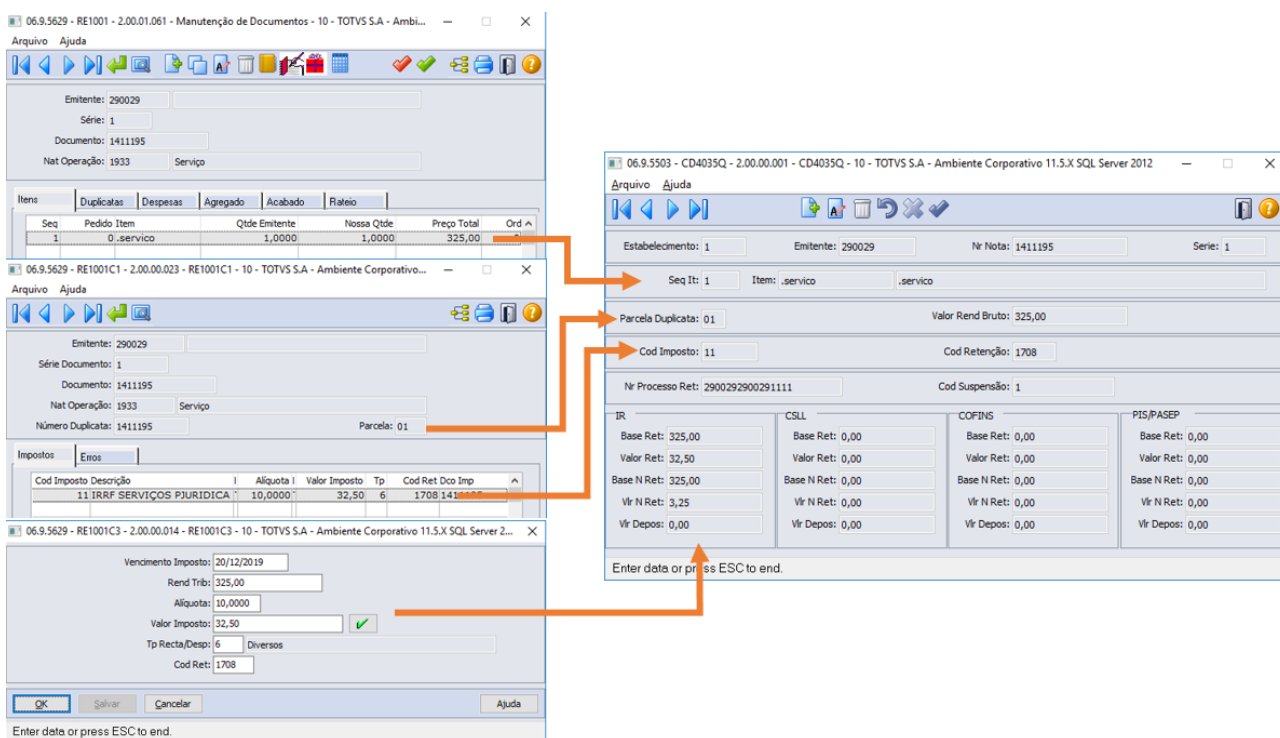 06.9.5629 - RE1001 - 2.00.01.061 - Manutenção de Documentos - 10 - TOTVS S.A - Ambi...
Arquivo Ajuda
Emitente: 290029
Série: 1
Documento: 1411195
Nat Operação: 1933 Serviço
Itens Duplicatas Despesas Agregado Acabado Rateio
Seq Pedido Item Qtde Emitente Nossa Qtde Preço Total Ord
1 0 .servico 1,0000 1,0000 325,00
06.9.5629 - RE1001C1 - 2.00.00.023 - RE1001C1 - 10 - TOTVS S.A - Ambiente Corporativo...
Arquivo Ajuda
Emitente: 290029
Série Documento: 1
Documento: 1411195
Nat Operação: 1933 Serviço
Número Duplicata: 1411195 Parcela: 01
Impostos Erros
Cod Imposto Descrição I Alíquota I Valor Imposto Tp Cod Ret Dco Imp
11 IRRF SERVIÇOS PJURIDICA 10,0000 32,50 6 1708
06.9.5629 - RE1001C3 - 2.00.00.014 - RE1001C3 - 10 - TOTVS S.A - Ambiente Corporativo 11.5.X SQL Server 2...
Vencimento Imposto: 20/12/2019
Rend Trib: 325,00
Alíquota: 10,0000
Valor Imposto: 32,50
Tp Recta/Desp: 6 Diversos
Cod Ret: 1708
OK Salvar Cancelar Ajuda
Enter data or press ESC to end.
06.9.5503 - CD4035Q - 2.00.00.001 - CD4035Q - 10 - TOTVS S.A - Ambiente Corporativo 11.5.X SQL Server 2012
Arquivo Ajuda
Estabelecimento: 1 Emitente: 290029 Nr Nota: 1411195 Serie: 1
Seq It: 1 Item: .servico .servico
Parcela Duplicata: 01 Valor Rend Bruto: 325,00
Cod Imposto: 11 Cod Retenção: 1708
Nr Processo Ret: 2900292900291111 Cod Suspensão: 1
IR CSLL COFINS PIS/PASEP
Base Ret: 325,00 Base Ret: 0,00 Base Ret: 0,00 Base Ret: 0,00
Valor Ret: 32,50 Valor Ret: 0,00 Valor Ret: 0,00 Valor Ret: 0,00
Base N Ret: 325,00 Base N Ret: 0,00 Base N Ret: 0,00 Base N Ret: 0,00
Vlr N Ret: 3,25 Vlr N Ret: 0,00 Vlr N Ret: 0,00 Vlr N Ret: 0,00
Vlr Depos: 0,00 Vlr Depos: 0,00 Vlr Depos: 0,00 Vlr Depos: 0,00
Enter data or press ESC to end.